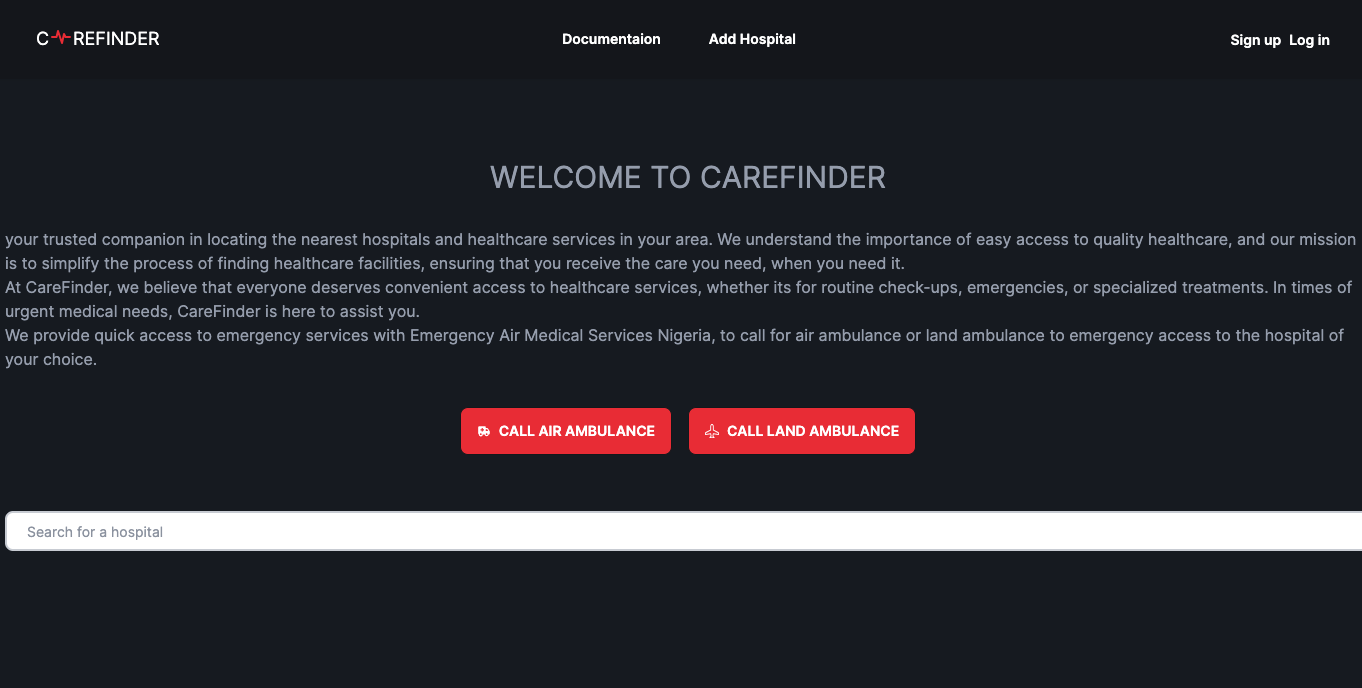 C REFINDER
Documentaion
Add Hospital
Sign up
Log in
WELCOME TO CAREFINDER
your trusted companion in locating the nearest hospitals and healthcare services in your area. We understand the importance of easy access to quality healthcare, and our mission
is to simplify the process of finding healthcare facilities, ensuring that you receive the care you need, when you need it.
At CareFinder, we believe that everyone deserves convenient access to healthcare services, whether its for routine check-ups, emergencies, or specialized treatments. In times of
urgent medical needs, CareFinder is here to assist you.
We provide quick access to emergency services with Emergency Air Medical Services Nigeria, to call for air ambulance or land ambulance to emergency access to the hospital of
your choice.
CALL AIR AMBULANCE
CALL LAND AMBULANCE
Search for a hospital